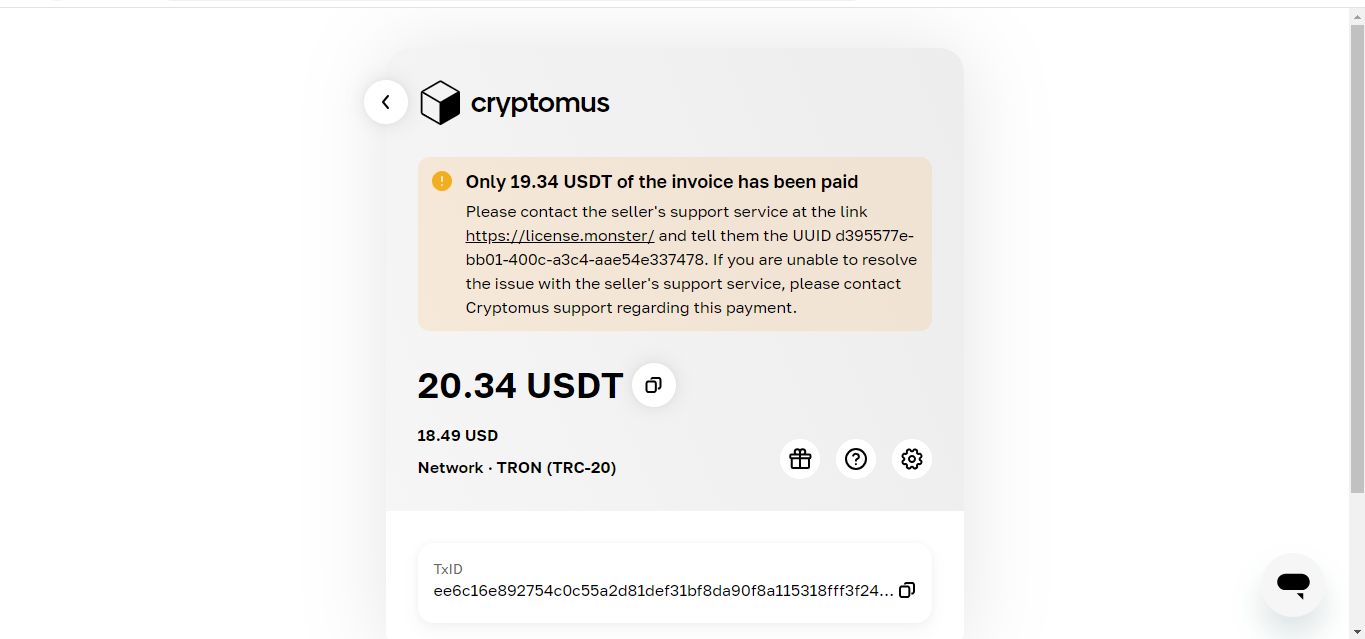 cryptomus
Only 19.34 USDT of the invoice has been paid
Please contact the seller's support service at the link
https://license.monster/ and tell them the UUID d395577e-
bb01-400c-a3c4-aae54e337478. If you are unable to resolve
the issue with the seller's support service, please contact
Cryptomus support regarding this payment.
20.34 USDT
18.49 USD
Network · TRON (TRC-20)
TxID
ee6c16e892754c0c55a2d81def31bf8da90f8a115318fff3f24...